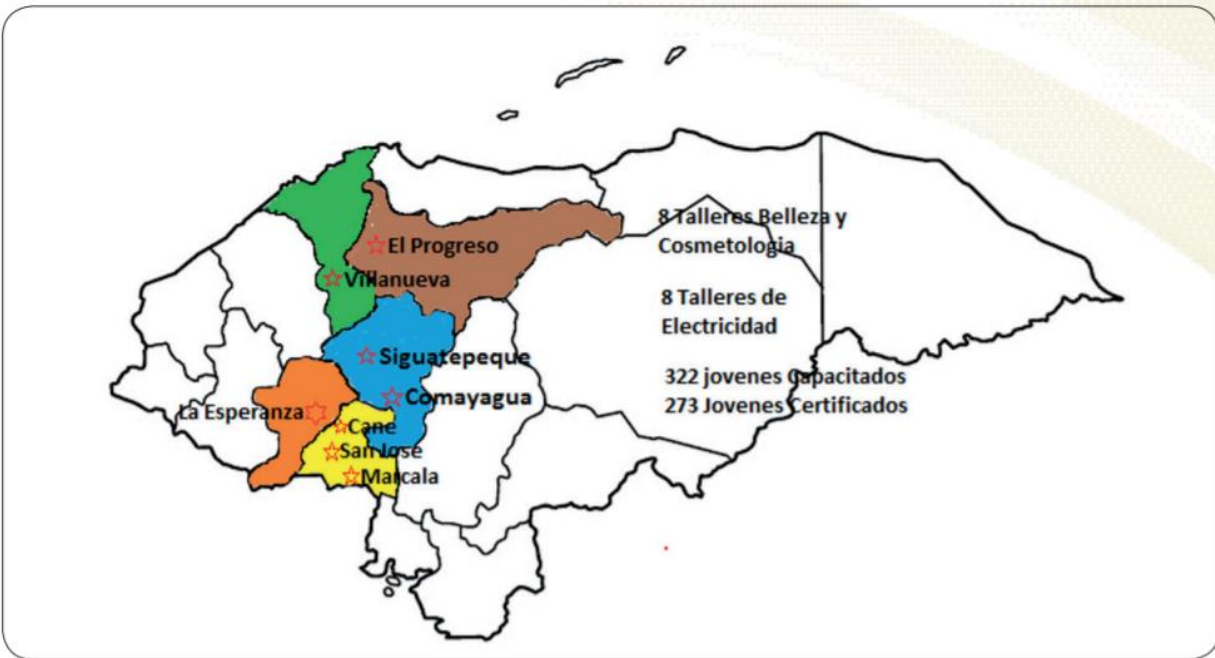 El Progreso
Villanueva
Siguatepeque
Comayagua
La Esperanza
Cane
San Jose
Marcala
8 Talleres Belleza y
Cosmetologia
8 Talleres de
Electricidad
322 jovenes Capacitados
273 Jovenes Certificados